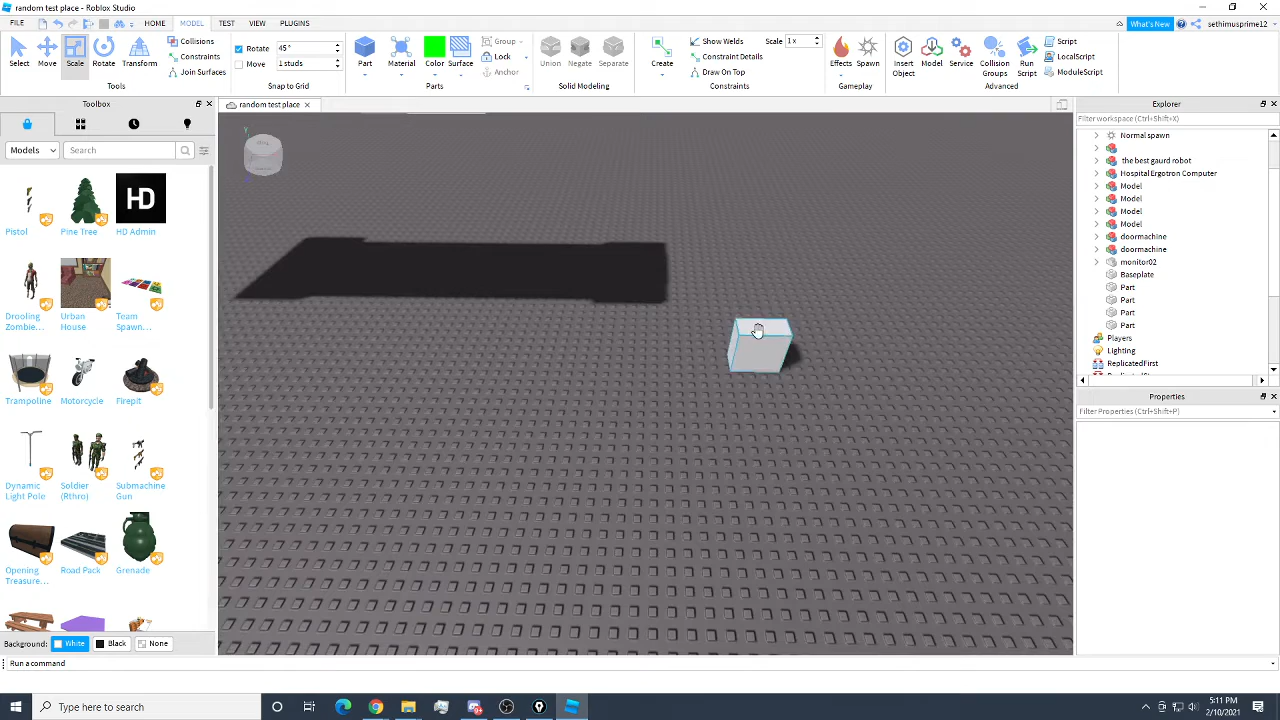 random test place - Roblox Studio
FILE HOME MODEL TEST VIEW PLUGINS What's New sethimusprime12
Select Move Scale Rotate Transform
Collisions
Constraints
Join Surfaces
Tools
Rotate 45°
Move 1 studs
Snap to Grid
Part Material Color Surface
Group
Lock
Anchor
Parts
Union Negate Separate
Solid Modeling
Create
Show Welds Scale 1 x
Constraint Details
Draw On Top
Constraints
Effects Spawn
Gameplay
Insert Object
Model Service
Collision Groups
Run Script
Script
LocalScript
ModuleScript
Advanced
Toolbox
random test place
Explorer
Models Search
Filter workspace (Ctrl+Shift+X)
HD
Pistol Pine Tree HD Admin
Drooling Zombie... Urban House Team Spawn...
Trampoline Motorcycle Firepit
Dynamic Light Pole Soldier (Rthro) Submachine Gun
Opening Treasure... Road Pack Grenade
Y
Normal spawn
the best gaurd robot
Hospital Ergotron Computer
Model
Model
Model
Model
doormachine
doormachine
monitor02
Baseplate
Part
Part
Part
Part
Players
Lighting
ReplicatedFirst
Properties
Filter Properties (Ctrl+Shift+P)
Background: White Black None
Run a command
Type here to search
5:11 PM
2/10/2021